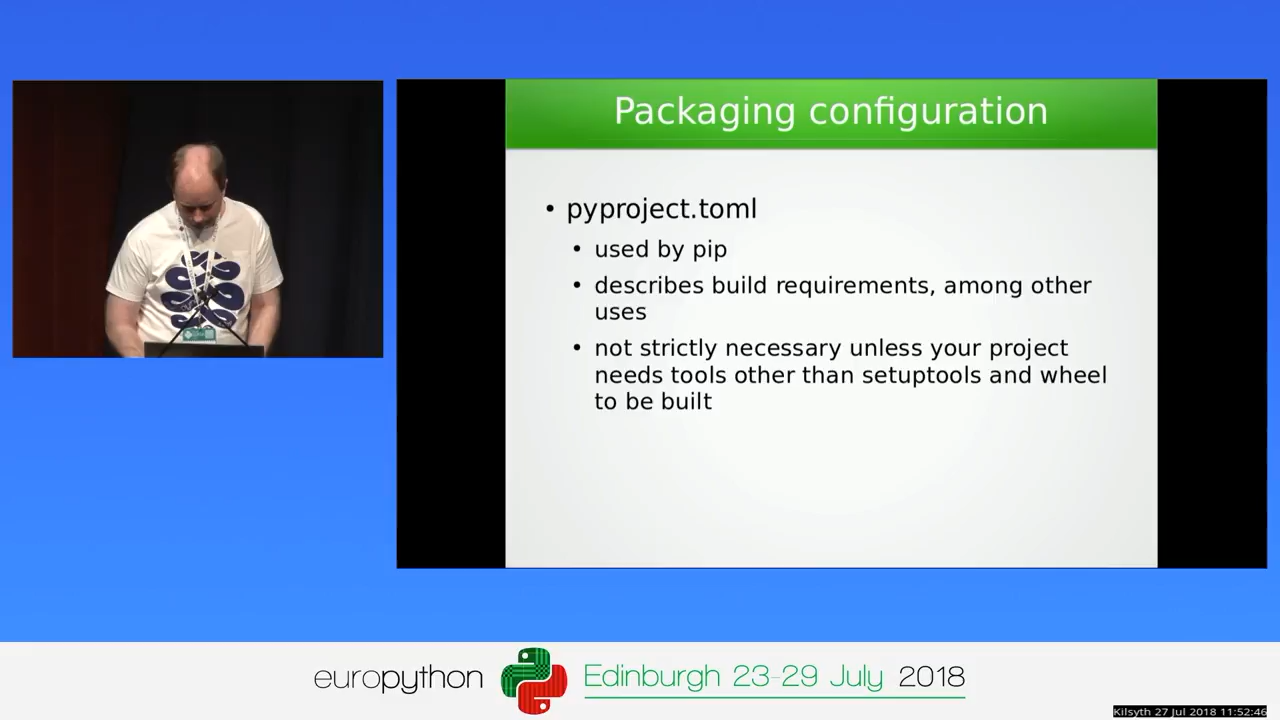 Packaging configuration
• pyproject.toml
• used by pip
• describes build requirements, among other
uses
• not strictly necessary unless your project
needs tools other than setuptools and wheel
to be built
europython Edinburgh 23-29 July 2018
Kilsyth 27 Jul 2018 11:52:46